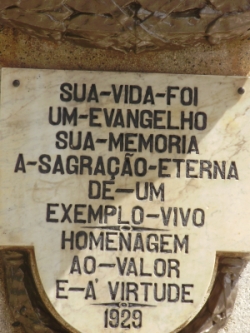 SUA-VIDA-FOI
UM-EVANGELHO
SUA-MEMORIA
A-SAGRAÇÃO-ETERNA
DE-UM
EXEMPLO-VIVO
HOMENAGEM
AO-VALOR
E-A' VIRTUDE
1929